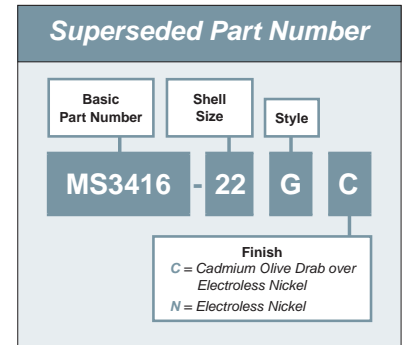 Superseded Part Number
Basic
Part Number
Shell
Size
Style
MS3416 - 22 G C
Finish
C = Cadmium Olive Drab over
Electroless Nickel
N = Electroless Nickel